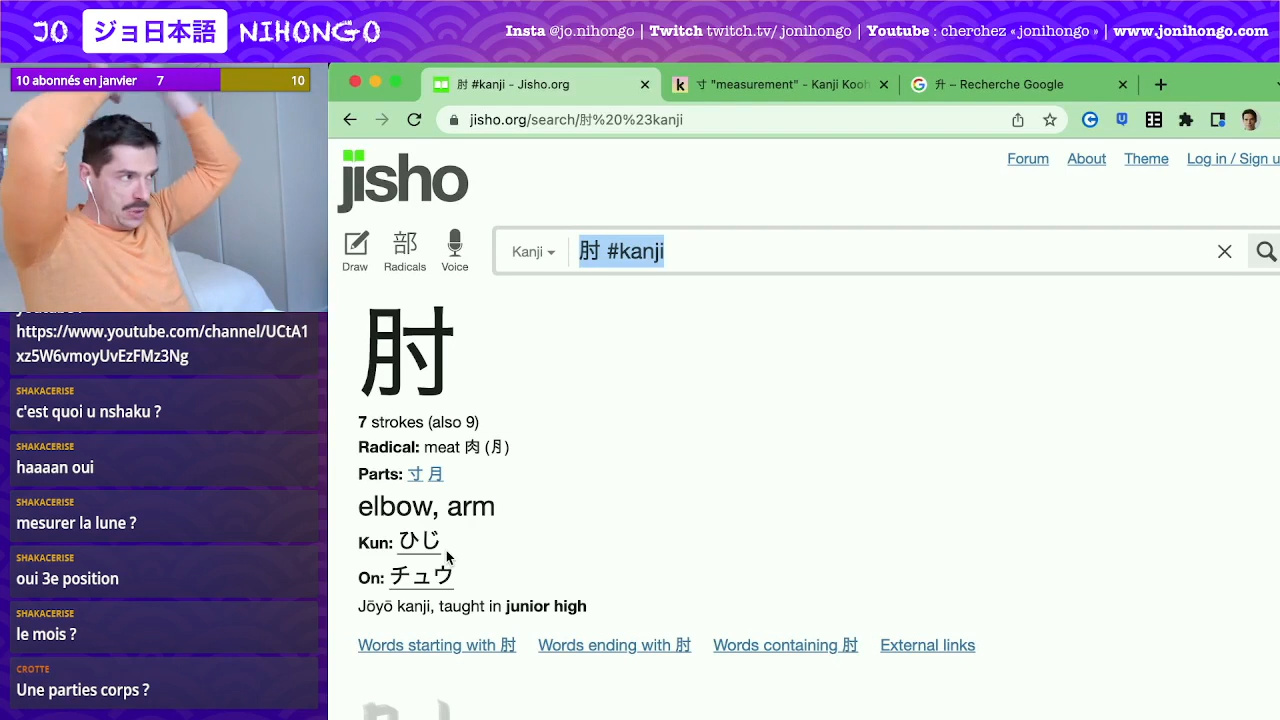 JO ジョ日本語 NIHONGO
Insta @jo.nihongo | Twitch twitch.tv/ jonihongo | Youtube : cherchez « jonihongo » | www.jonihongo.com
10 abonnés en janvier 7 10
肘 #kanji - Jisho.org
k 寸 "measurement" - Kanji Kooh
升 – Recherche Google
jisho.org/search/肘%20%23kanji
jisho
Forum About Theme Log in / Sign u
部
Draw Radicals Voice
Kanji 肘 #kanji
肘
7 strokes (also 9)
Radical: meat 肉 (⺼)
Parts: 寸 月
elbow, arm
Kun: ひじ
On: チュウ
Jōyō kanji, taught in junior high
Words starting with 肘 Words ending with 肘 Words containing 肘 External links
https://www.youtube.com/channel/UCtA1
xz5W6vmoyUvEzFMz3Ng
SHAKACERISE
c'est quoi u nshaku ?
SHAKACERISE
haaaan oui
SHAKACERISE
mesurer la lune ?
SHAKACERISE
oui 3e position
SHAKACERISE
le mois ?
CROTTE
Une parties corps ?